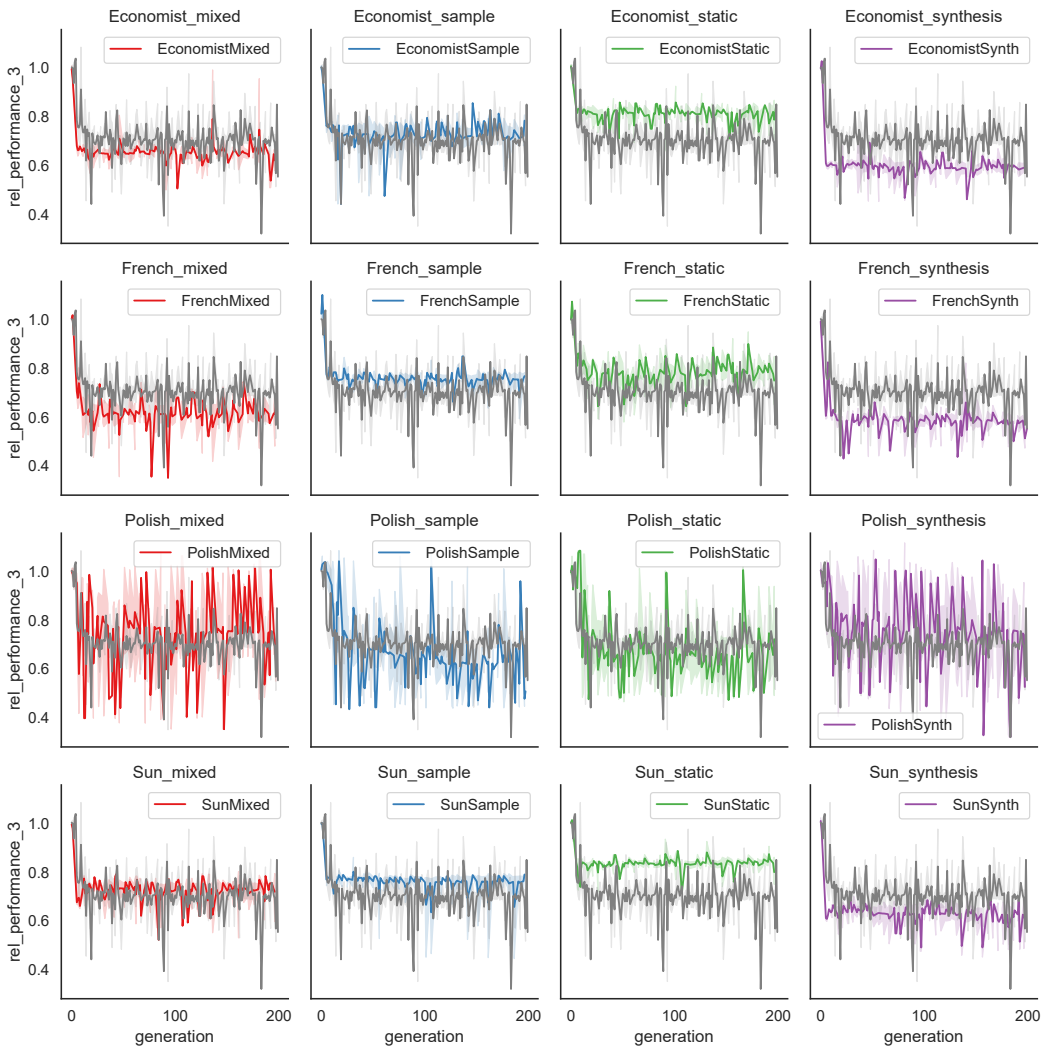 Economist_mixed
Economist_sample
Economist_static
Economist_synthesis
EconomistMixed
EconomistSample
EconomistStatic
EconomistSynth
rel_performance_3
1.0
0.8
0.6
0.4
French_mixed
French_sample
French_static
French_synthesis
FrenchMixed
FrenchSample
FrenchStatic
FrenchSynth
rel_performance_3
1.0
0.8
0.6
0.4
Polish_mixed
Polish_sample
Polish_static
Polish_synthesis
PolishMixed
PolishSample
PolishStatic
PolishSynth
rel_performance_3
1.0
0.8
0.6
0.4
Sun_mixed
Sun_sample
Sun_static
Sun_synthesis
SunMixed
SunSample
SunStatic
SunSynth
rel_performance_3
1.0
0.8
0.6
0.4
0 100 200
0 100 200
0 100 200
0 100 200
generation
generation
generation
generation